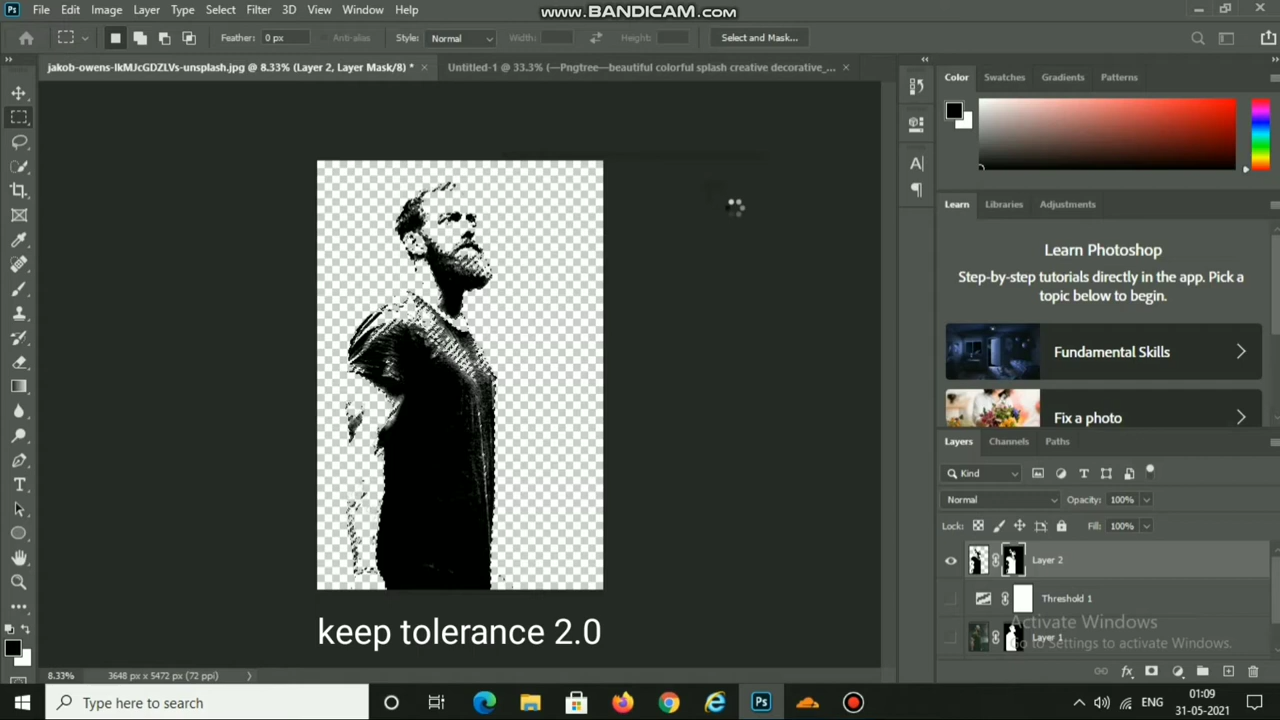 www.BANDICAM.com
Ps File Edit Image Layer Type Select Filter 3D View Window Help
Feather: 0 px Anti-alias Style: Normal Width: Height: Select and Mask...
jakob-owens-lkMJcGDZLVs-unsplash.jpg @ 8.33% (Layer 2, Layer Mask/8) * × Untitled-1 @ 33.3% (—Pngtree—beautiful colorful splash creative decorative_... ×
Color Swatches Gradients Patterns
Learn Libraries Adjustments
Learn Photoshop
Step-by-step tutorials directly in the app. Pick a
topic below to begin.
Fundamental Skills
Fix a photo
Layers Channels Paths
Kind
Normal Opacity: 100%
Lock: Fill: 100%
Layer 2
Threshold 1
Layer 1
Activate Windows
Go to Settings to activate Windows.
keep tolerance 2.0
8.33% 3648 px x 5472 px (72 ppi)
Type here to search
Ps
ENG
01:09
31-05-2021